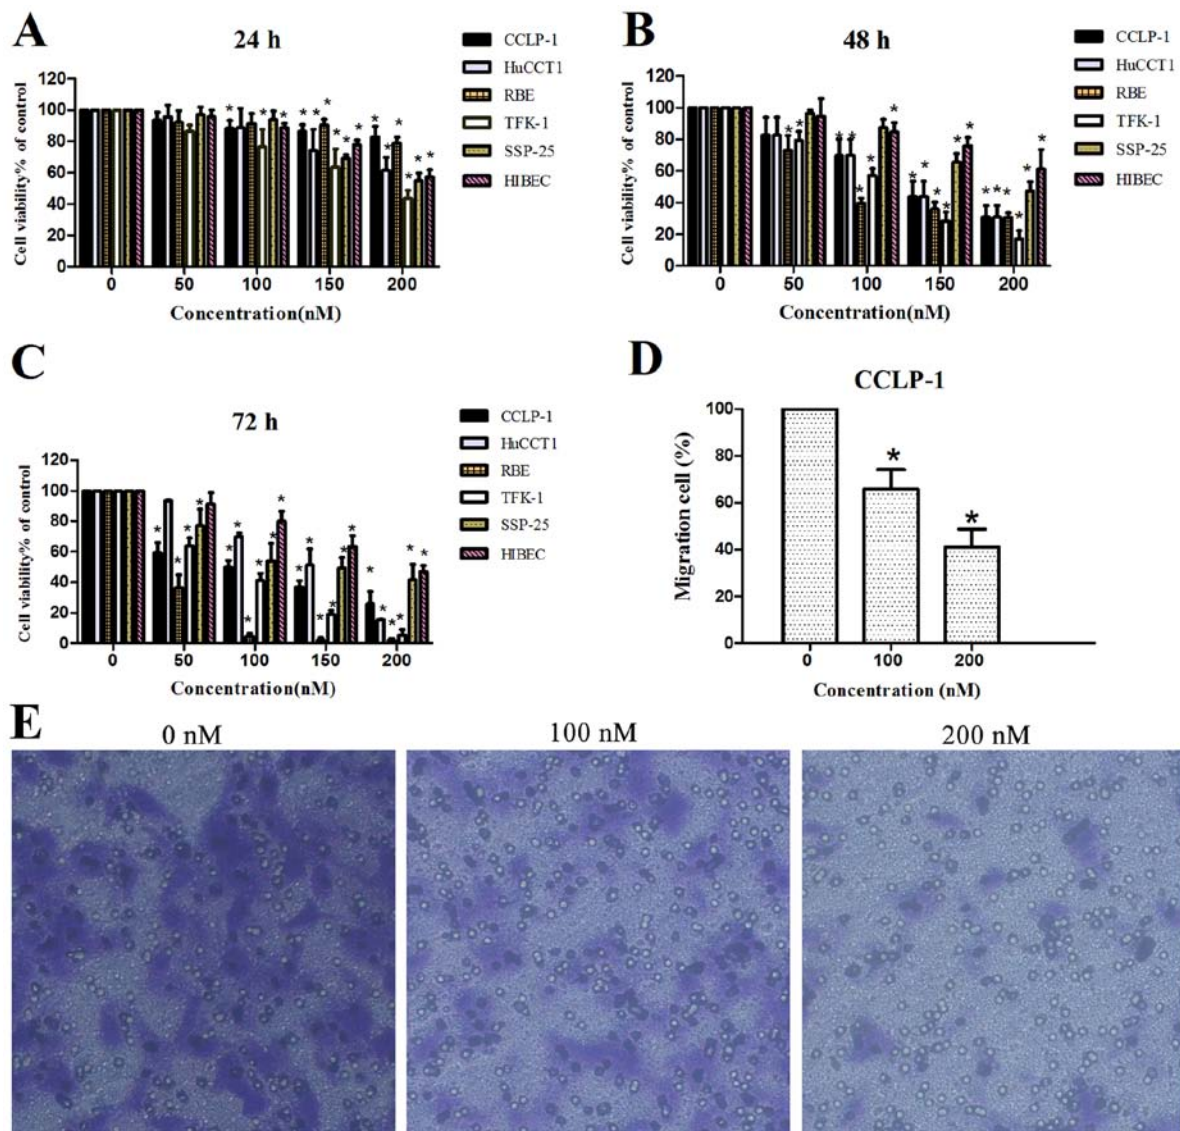 A
24 h
Cell viability% of control
120
100
80
60
40
20
0
* * * * * * * * * * * * * *
0 50 100 150 200
Concentration(nM)
CCLP-1
HuCCT1
RBE
TFK-1
SSP-25
HIBEC
B
48 h
Cell viability% of control
120
100
80
60
40
20
0
0 50 100 150 200
Concentration(nM)
CCLP-1
HuCCT1
RBE
TFK-1
SSP-25
HIBEC
C
72 h
Cell viability% of control
120
100
80
60
40
20
0
0 50 100 150 200
Concentration(nM)
CCLP-1
HuCCT1
RBE
TFK-1
SSP-25
HIBEC
D
CCLP-1
Migration cell (%)
100
80
60
40
20
0
* *
0 100 200
Concentration (nM)
E
0 nM 100 nM 200 nM